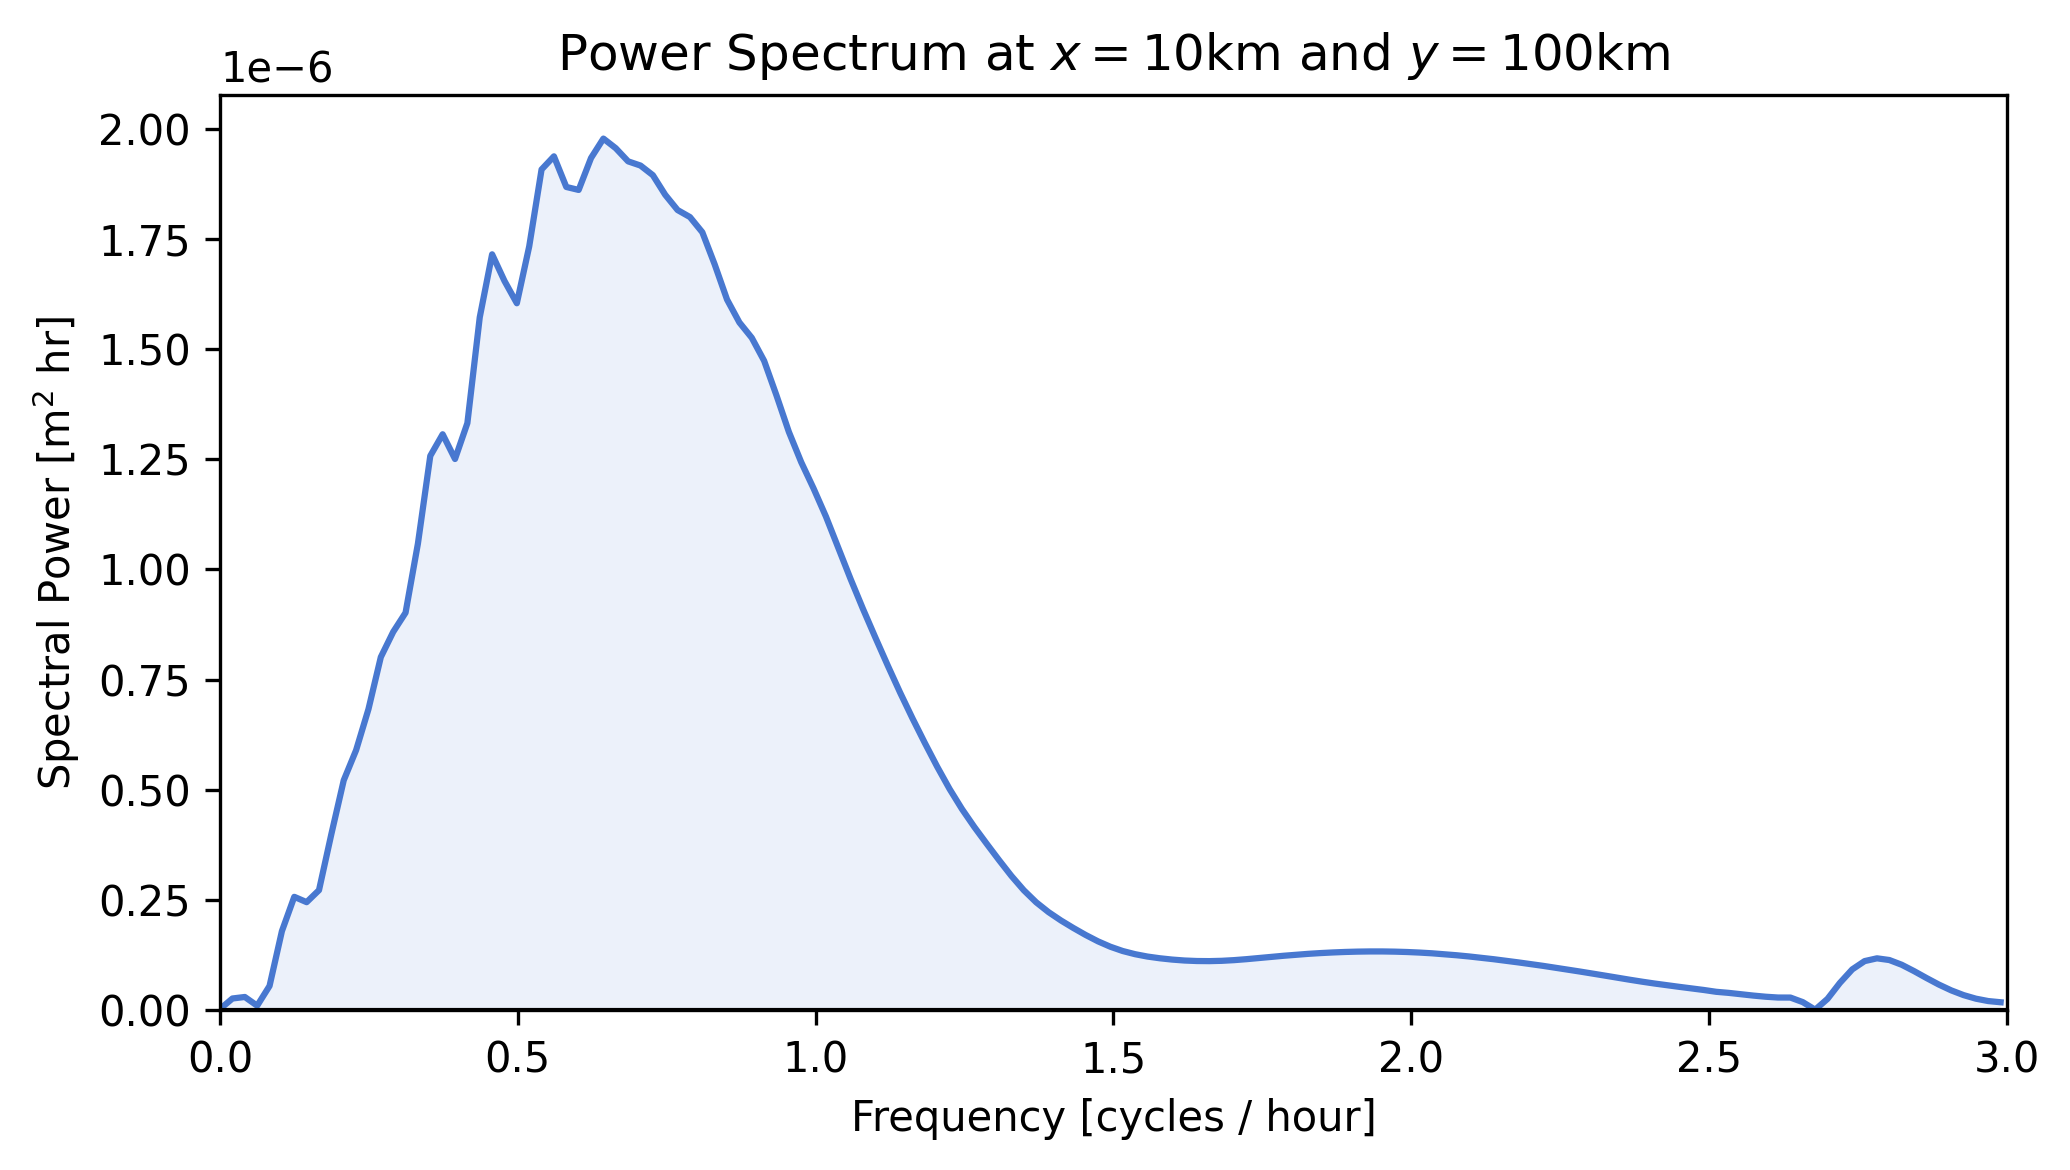 Power Spectrum at x = 10km and y = 100km
1e−6
2.00
1.75
1.50
1.25
1.00
0.75
0.50
0.25
0.00
Spectral Power [m² hr]
0.0 0.5 1.0 1.5 2.0 2.5 3.0
Frequency [cycles / hour]